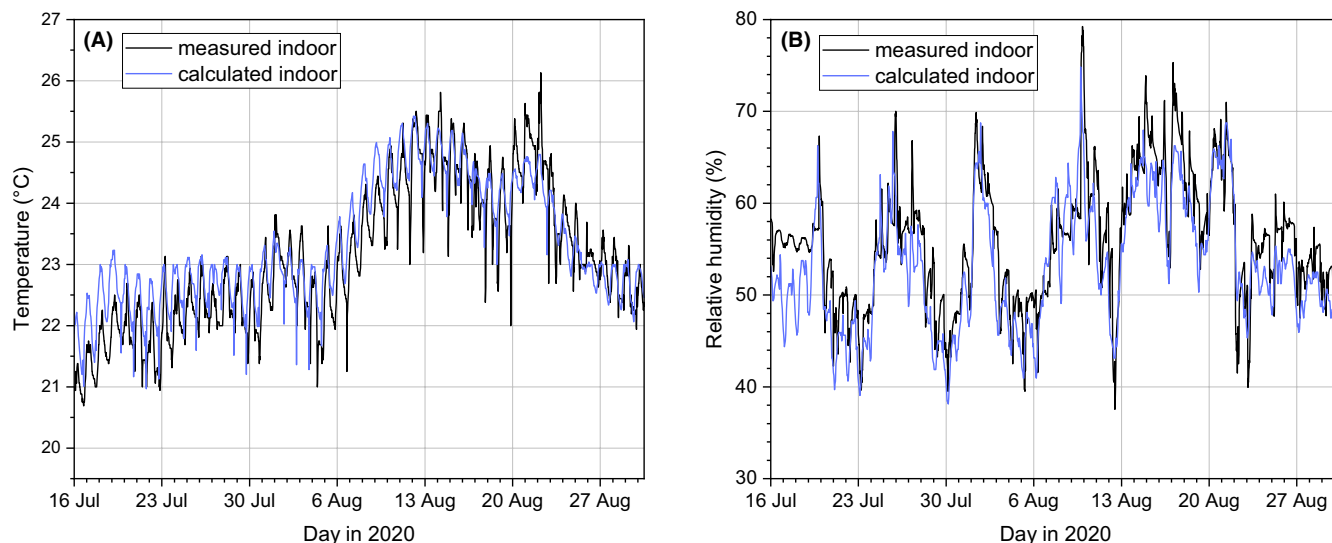 (A)
measured indoor
calculated indoor
Temperature (°C)
27
26
25
24
23
22
21
20
16 Jul
23 Jul
30 Jul
6 Aug
13 Aug
20 Aug
27 Aug
Day in 2020
(B)
measured indoor
calculated indoor
Relative humidity (%)
80
70
60
50
40
30
16 Jul
23 Jul
30 Jul
6 Aug
13 Aug
20 Aug
27 Aug
Day in 2020